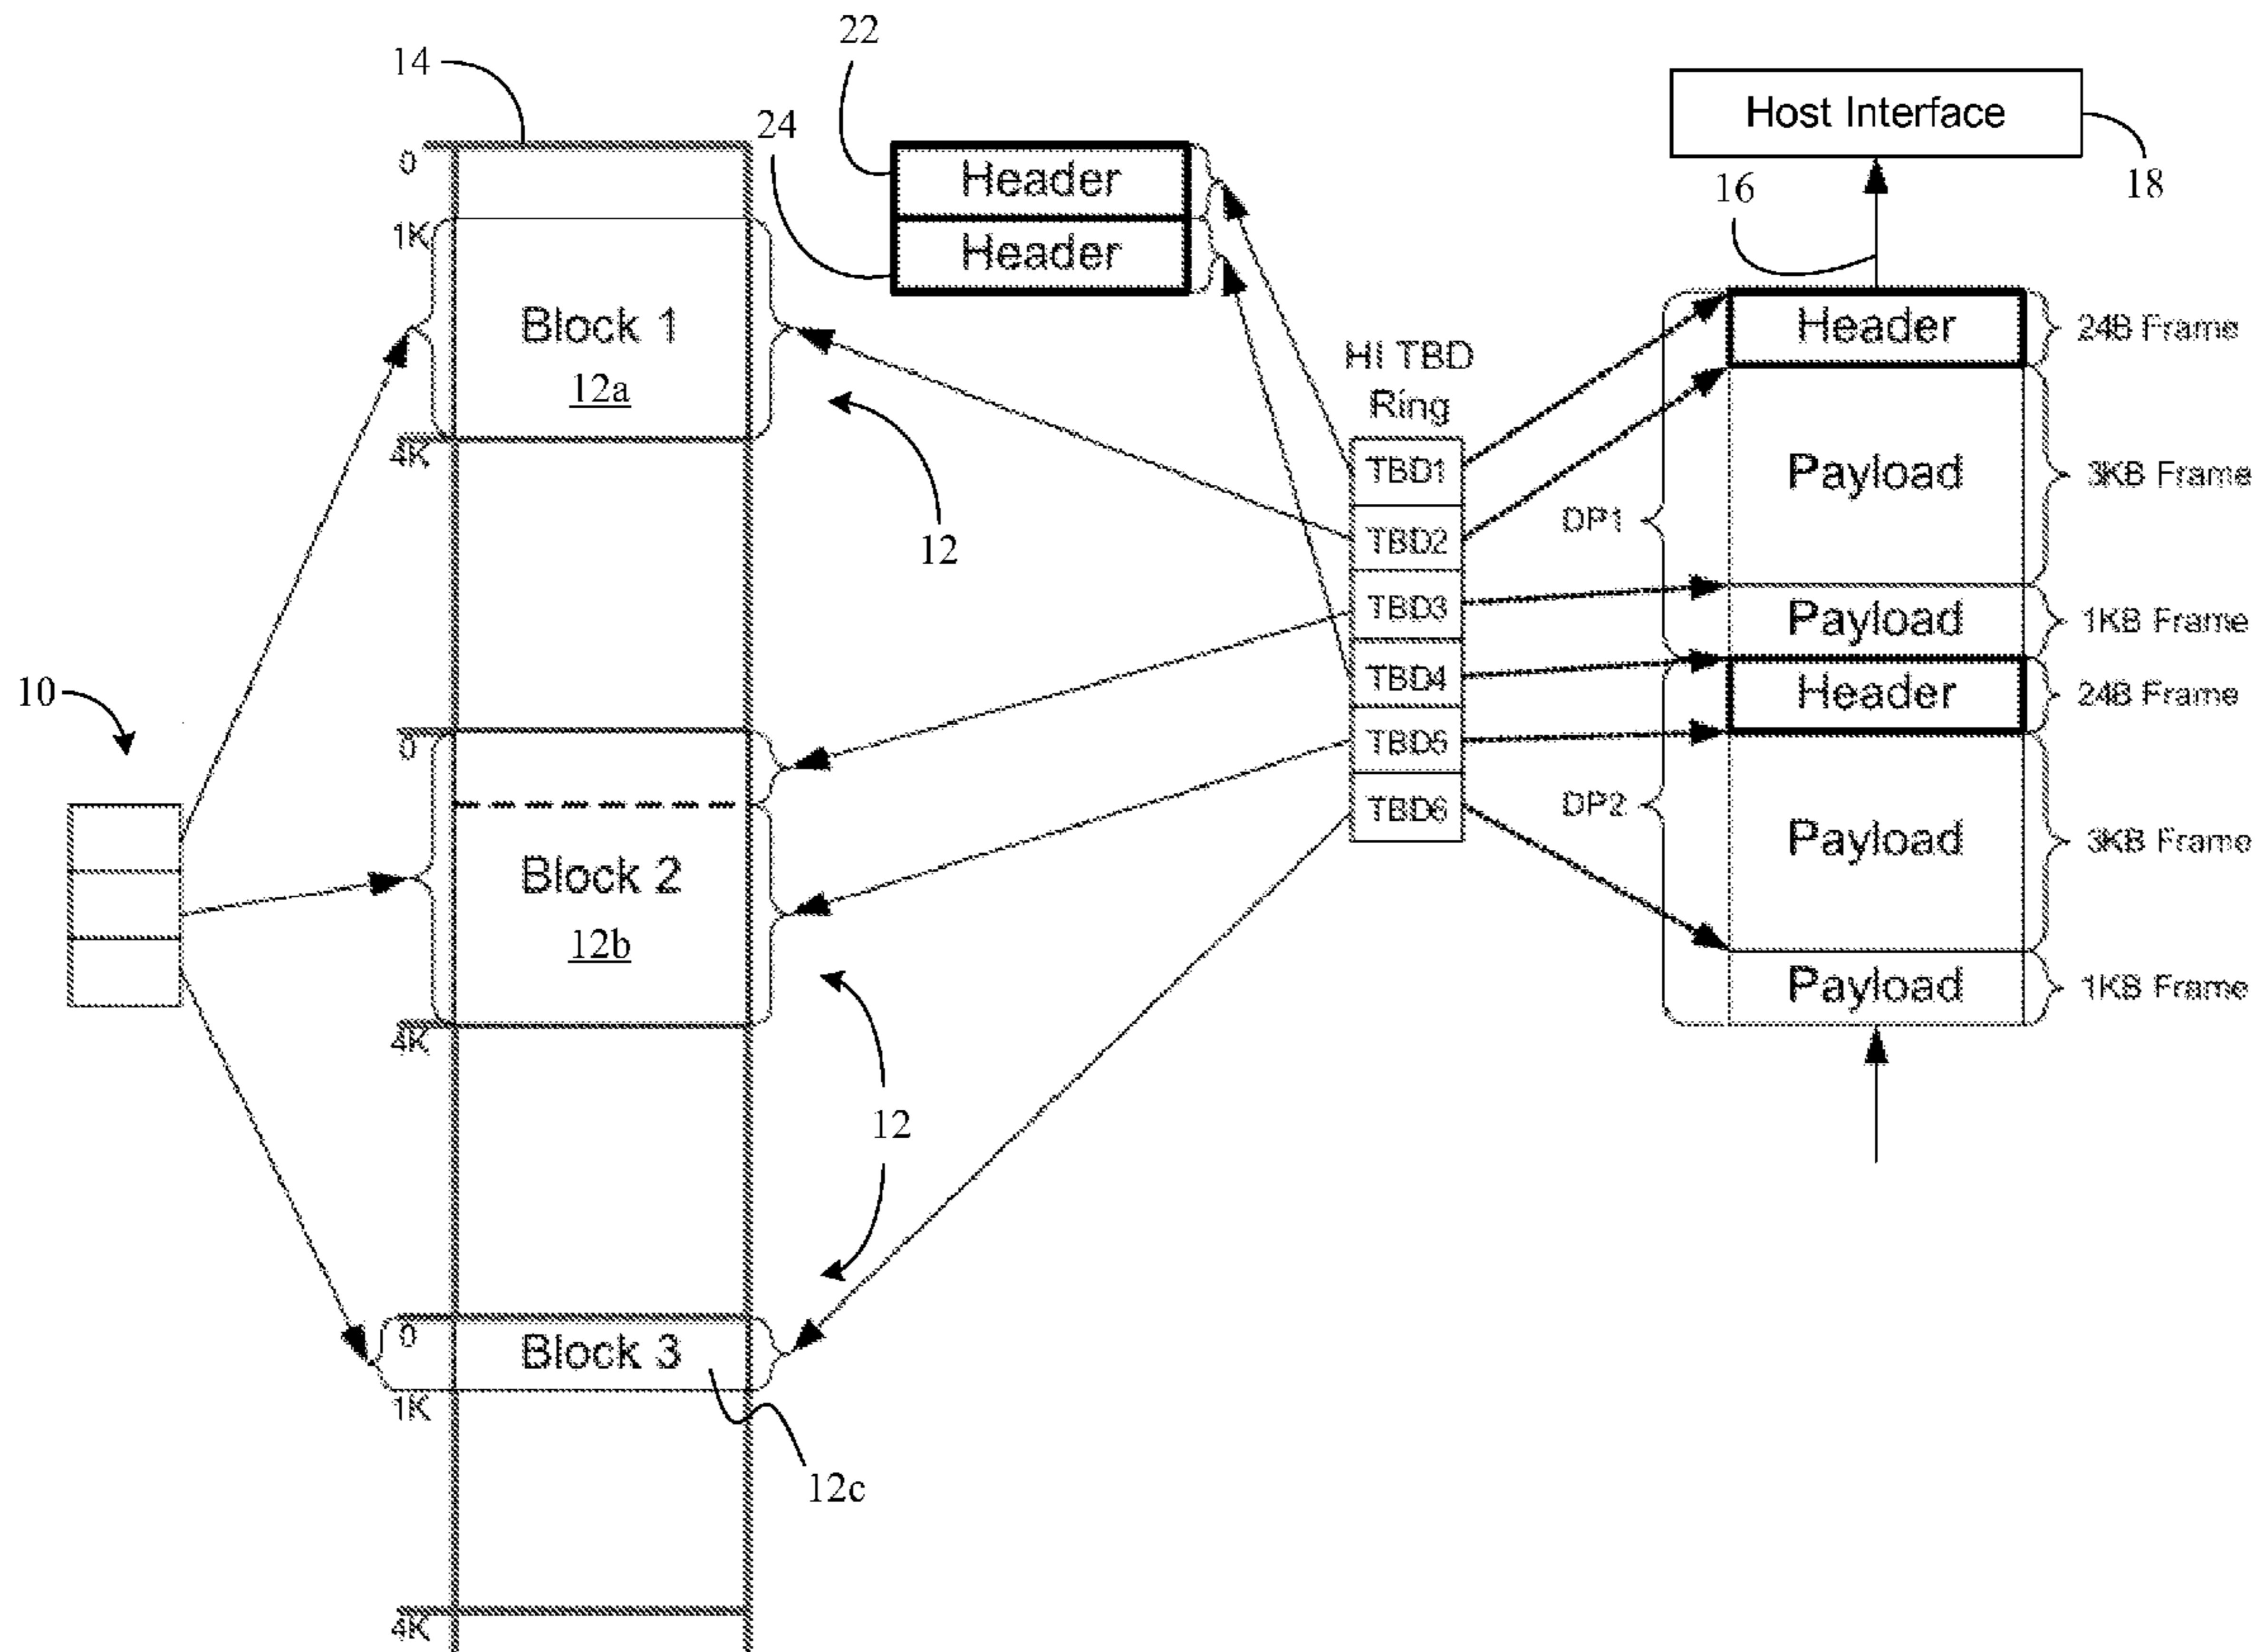 22
14
24
Host Interface
18
16
0
1K
Header
Header
Block 1
12a
4K
12
HI TBD
Ring
TBD1
TBD2
TBD3
TBD4
TBD5
TBD6
DP1
DP2
Header
24B Frame
Payload
3KB Frame
Payload
1KB Frame
Header
24B Frame
Payload
3KB Frame
Payload
1KB Frame
10
0
Block 2
12b
4K
12
0
Block 3
1K
12c
4K